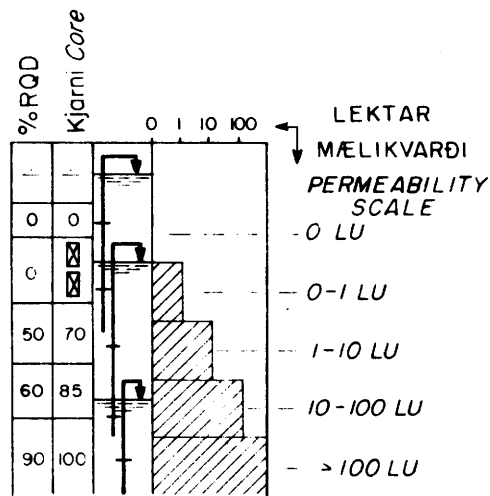 % RQD
Kjarni Core
0 1 10 100
LEKTAR
MÆLIKVARÐI
PERMEABILITY
SCALE
— —
0 0
0 LU
0
0-1 LU
50 70
1-10 LU
60 85
10-100 LU
90 100
>100 LU